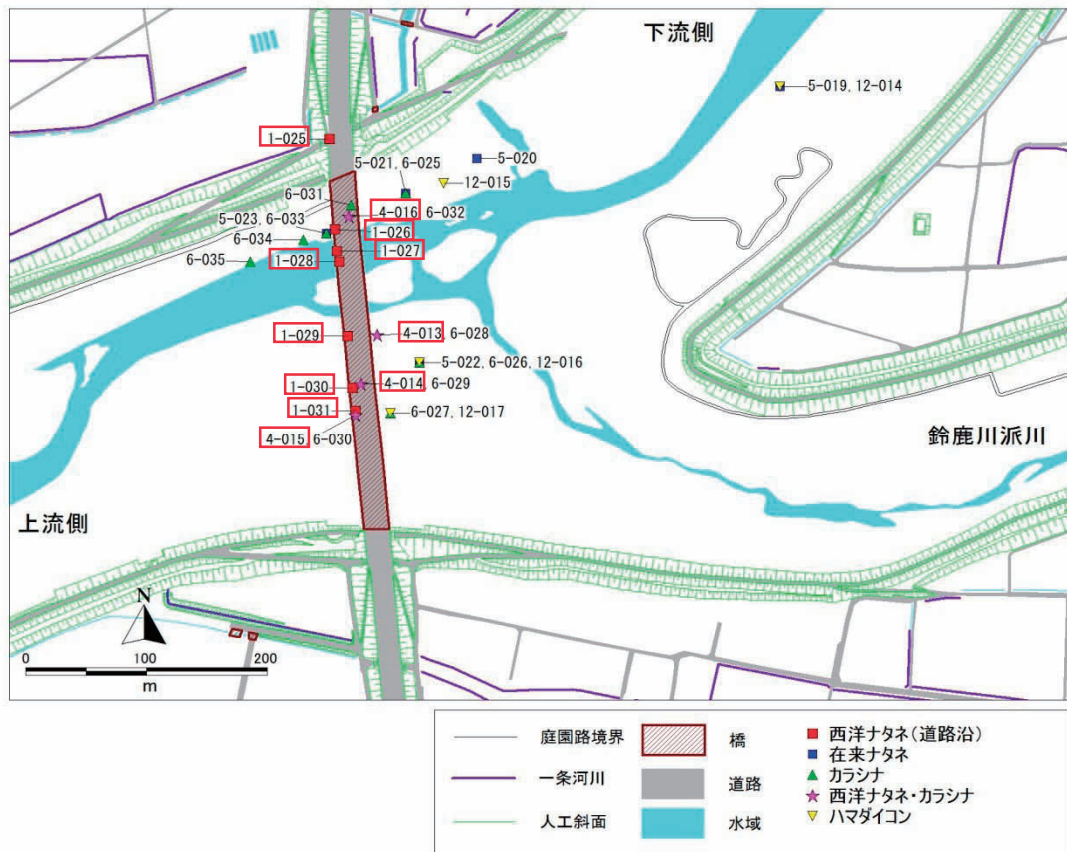 下流側
5-019, 12-014
1-025
5-020
5-021, 6-025
12-015
6-031
4-016, 6-032
5-023, 6-033
1-026
6-034
1-027
6-035
1-028
1-029
4-013, 6-028
5-022, 6-026, 12-016
1-030
4-014, 6-029
1-031
6-027, 12-017
4-015, 6-030
鈴鹿川派川
上流側
N
0 100 200
m
庭園路境界
橋
西洋ナタネ(道路沿)
在来ナタネ
一条河川
道路
カラシナ
西洋ナタネ・カラシナ
人工斜面
水域
ハマダイコン